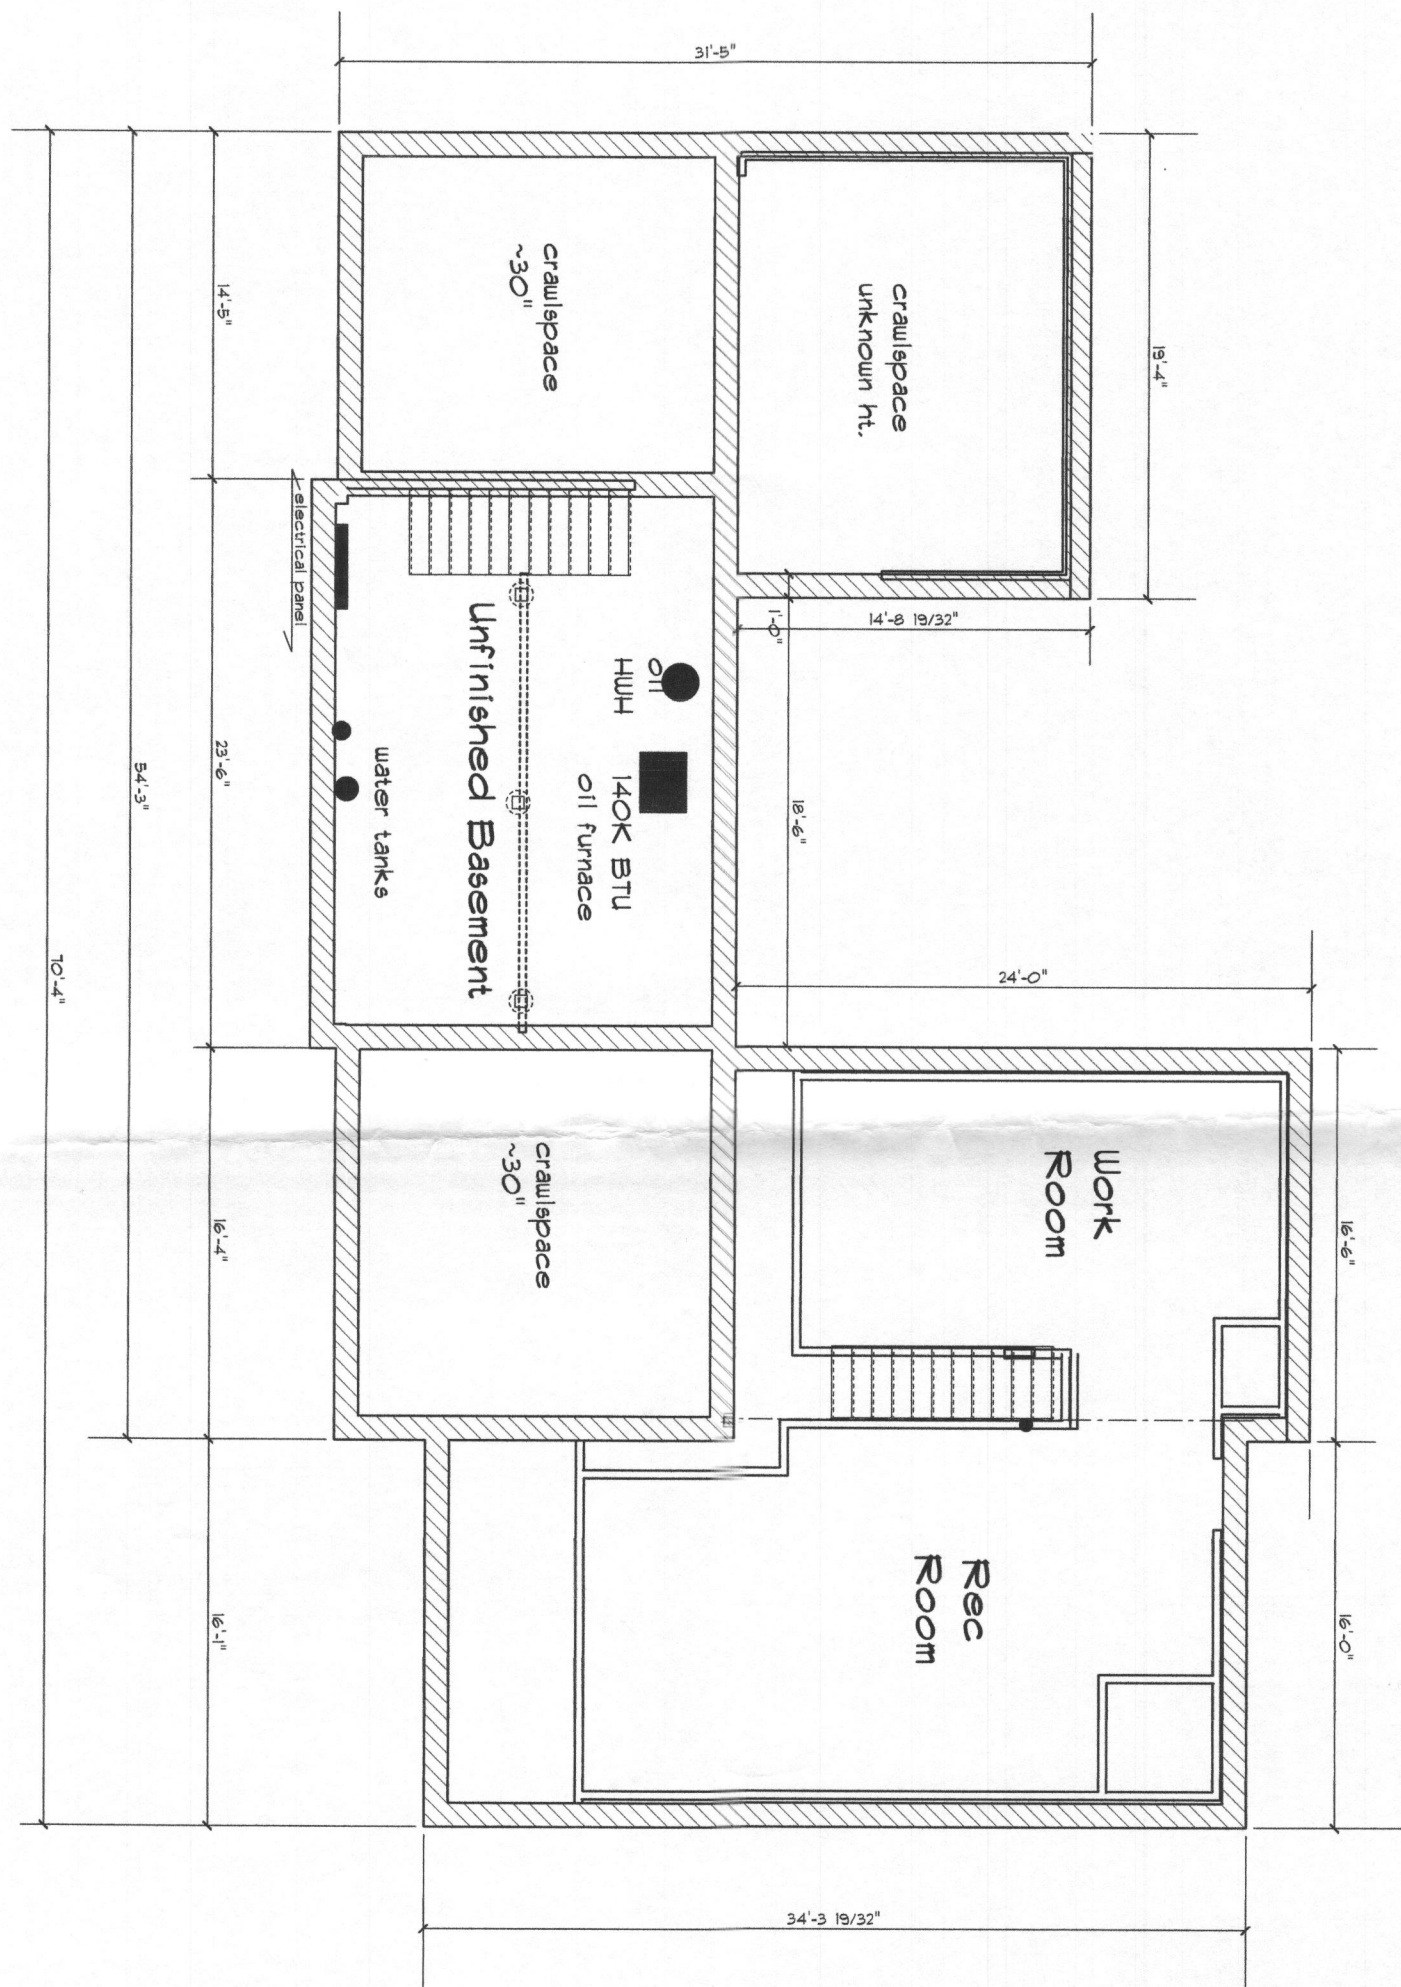 31'-5"
19'-4"
14'-5"
crawlspace
~30"
crawlspace
unknown ht.
electrical panel
1'-0"
14'-8 19/32"
Unfinished Basement
oil
HWH
140K BTU
oil furnace
water tanks
23'-6"
54'-3"
18'-6"
70'-4"
24'-0"
Work
Room
crawlspace
~30"
16'-4"
16'-6"
Rec
Room
16'-1"
16'-0"
34'-3 19/32"